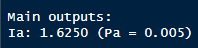 Main outputs:
Ia: 1.6250 (Pa = 0.005)